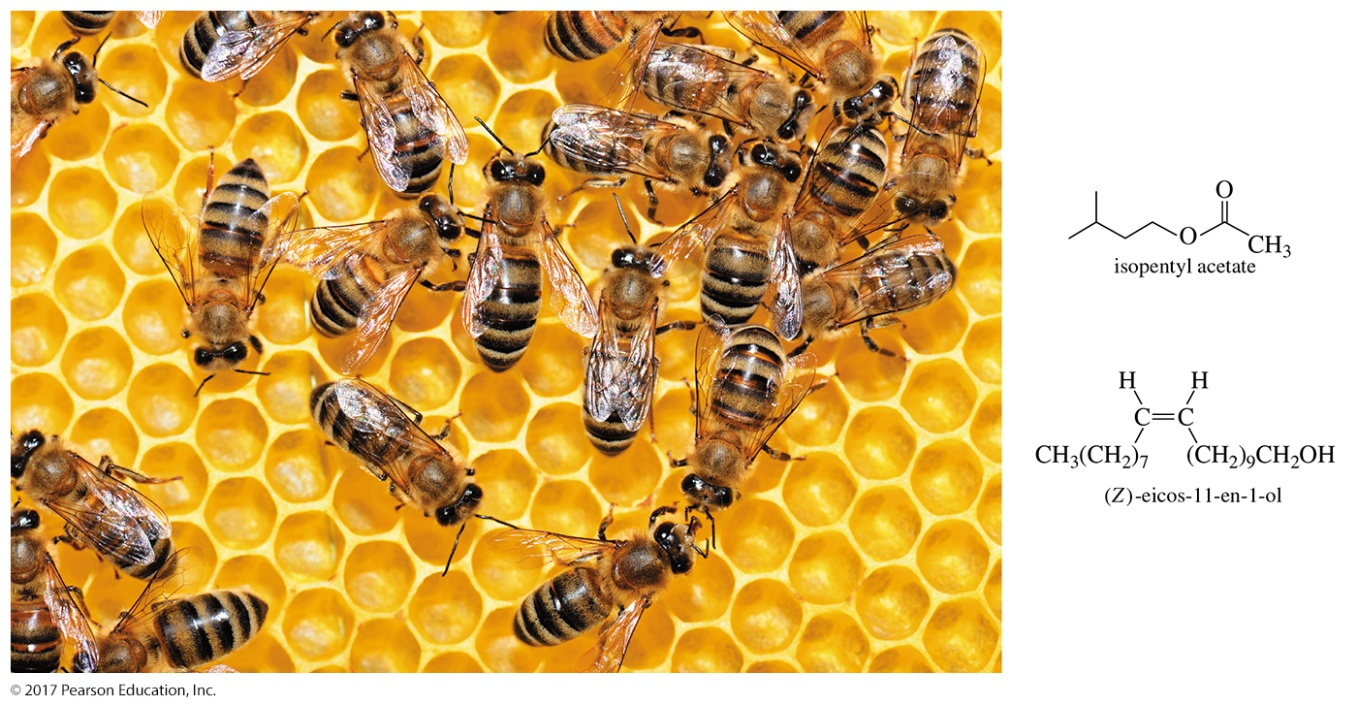 O
O
CH3
isopentyl acetate
H H
C=C
CH3(CH2)7 (CH2)9CH2OH
(Z)-eicos-11-en-1-ol
© 2017 Pearson Education, Inc.